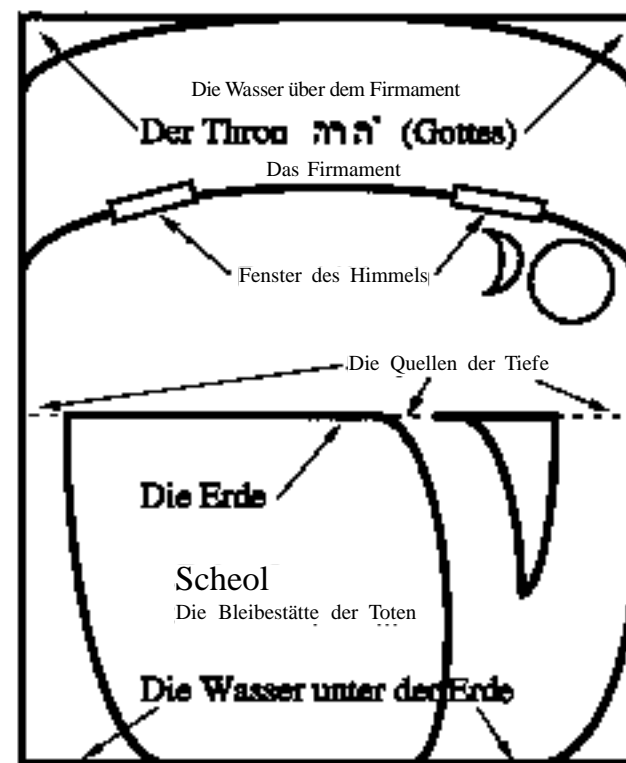 Die Wasser über dem Firmament
Der Thron (Gottes)
Das Firmament
Fenster des Himmels
Die Quellen der Tiefe
Die Erde
Scheol
Die Bleibestätte der Toten
Die Wasser unter der Erde